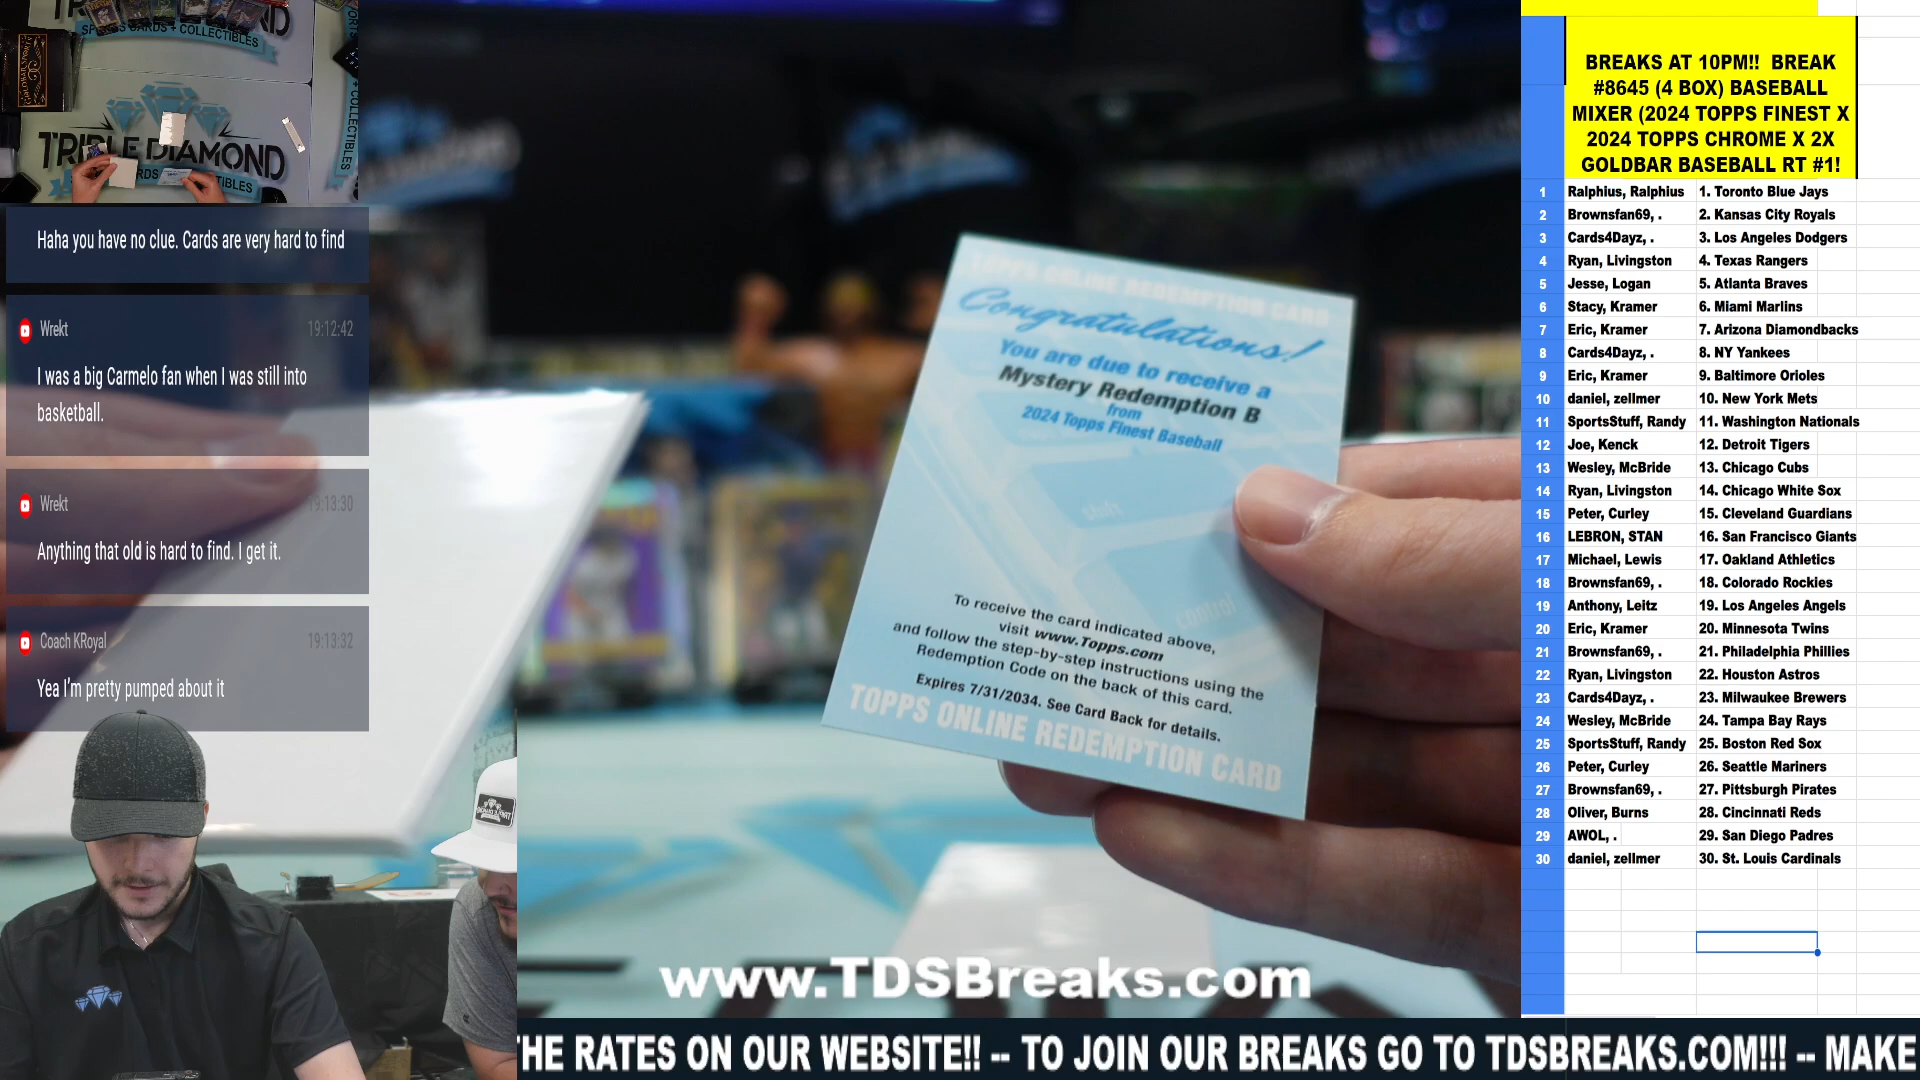 SPORTS CARDS + COLLECTIBLES
TRIPLE DIAMOND
Haha you have no clue. Cards are very hard to find
Wrekt 19:12:42
I was a big Carmelo fan when I was still into
basketball.
Wrekt 19:13:30
Anything that old is hard to find. I get it.
Coach KRoyal 19:13:32
Yea I'm pretty pumped about it
TOPPS ONLINE REDEMPTION CARD
Congratulations!
You are due to receive a
Mystery Redemption B
from
2024 Topps Finest Baseball
To receive the card indicated above,
visit www.Topps.com
and follow the step-by-step instructions using the
Redemption Code on the back of this card.
Expires 7/31/2034. See Card Back for details.
TOPPS ONLINE REDEMPTION CARD
www.TDSBreaks.com
THE RATES ON OUR WEBSITE!! -- TO JOIN OUR BREAKS GO TO TDSBREAKS.COM!!! -- MAKE
BREAKS AT 10PM!! BREAK
#8645 (4 BOX) BASEBALL
MIXER (2024 TOPPS FINEST X
2024 TOPPS CHROME X 2X
GOLDBAR BASEBALL RT #1!
1 Ralphius, Ralphius 1. Toronto Blue Jays
2 Brownsfan69, . 2. Kansas City Royals
3 Cards4Dayz, . 3. Los Angeles Dodgers
4 Ryan, Livingston 4. Texas Rangers
5 Jesse, Logan 5. Atlanta Braves
6 Stacy, Kramer 6. Miami Marlins
7 Eric, Kramer 7. Arizona Diamondbacks
8 Cards4Dayz, . 8. NY Yankees
9 Eric, Kramer 9. Baltimore Orioles
10 daniel, zellmer 10. New York Mets
11 SportsStuff, Randy 11. Washington Nationals
12 Joe, Kenck 12. Detroit Tigers
13 Wesley, McBride 13. Chicago Cubs
14 Ryan, Livingston 14. Chicago White Sox
15 Peter, Curley 15. Cleveland Guardians
16 LEBRON, STAN 16. San Francisco Giants
17 Michael, Lewis 17. Oakland Athletics
18 Brownsfan69, . 18. Colorado Rockies
19 Anthony, Leitz 19. Los Angeles Angels
20 Eric, Kramer 20. Minnesota Twins
21 Brownsfan69, . 21. Philadelphia Phillies
22 Ryan, Livingston 22. Houston Astros
23 Cards4Dayz, . 23. Milwaukee Brewers
24 Wesley, McBride 24. Tampa Bay Rays
25 SportsStuff, Randy 25. Boston Red Sox
26 Peter, Curley 26. Seattle Mariners
27 Brownsfan69, . 27. Pittsburgh Pirates
28 Oliver, Burns 28. Cincinnati Reds
29 AWOL, . 29. San Diego Padres
30 daniel, zellmer 30. St. Louis Cardinals